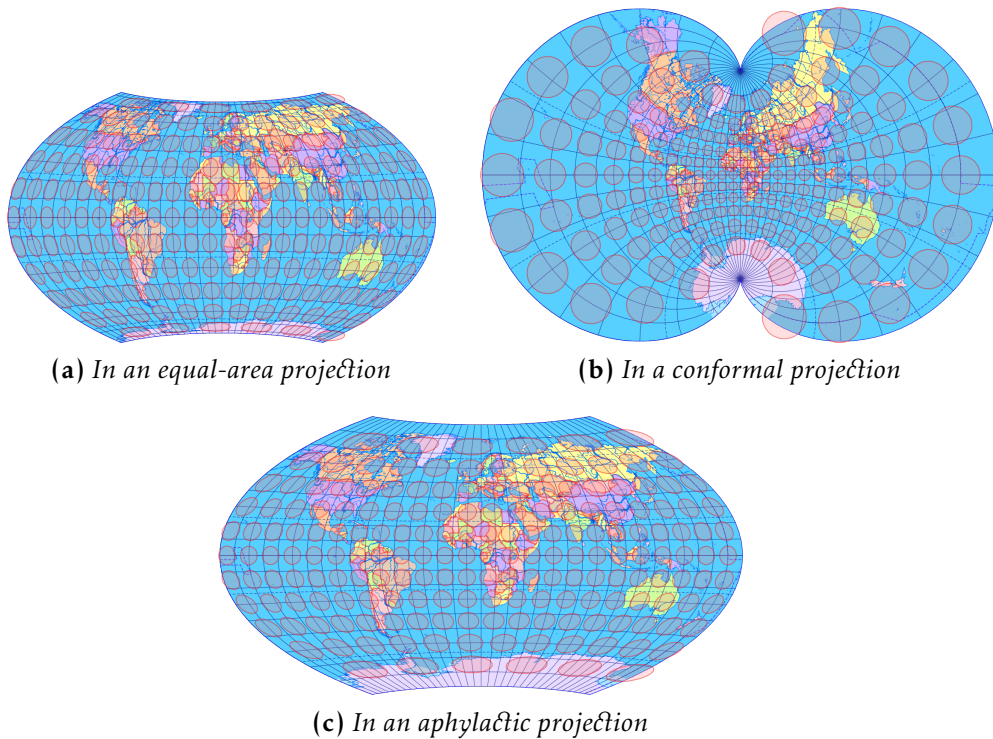 (a) In an equal-area projection
(b) In a conformal projection
(c) In an aphylactic projection